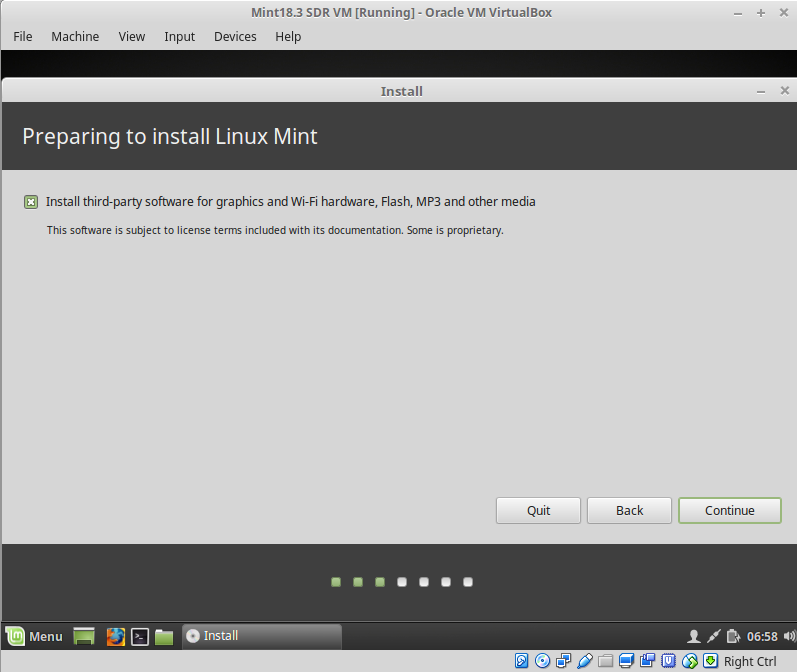 Mint18.3 SDR VM [Running] - Oracle VM VirtualBox
File Machine View Input Devices Help
Install
Preparing to install Linux Mint
Install third-party software for graphics and Wi-Fi hardware, Flash, MP3 and other media
This software is subject to license terms included with its documentation. Some is proprietary.
Quit Back Continue
Menu Install 06:58
Right Ctrl